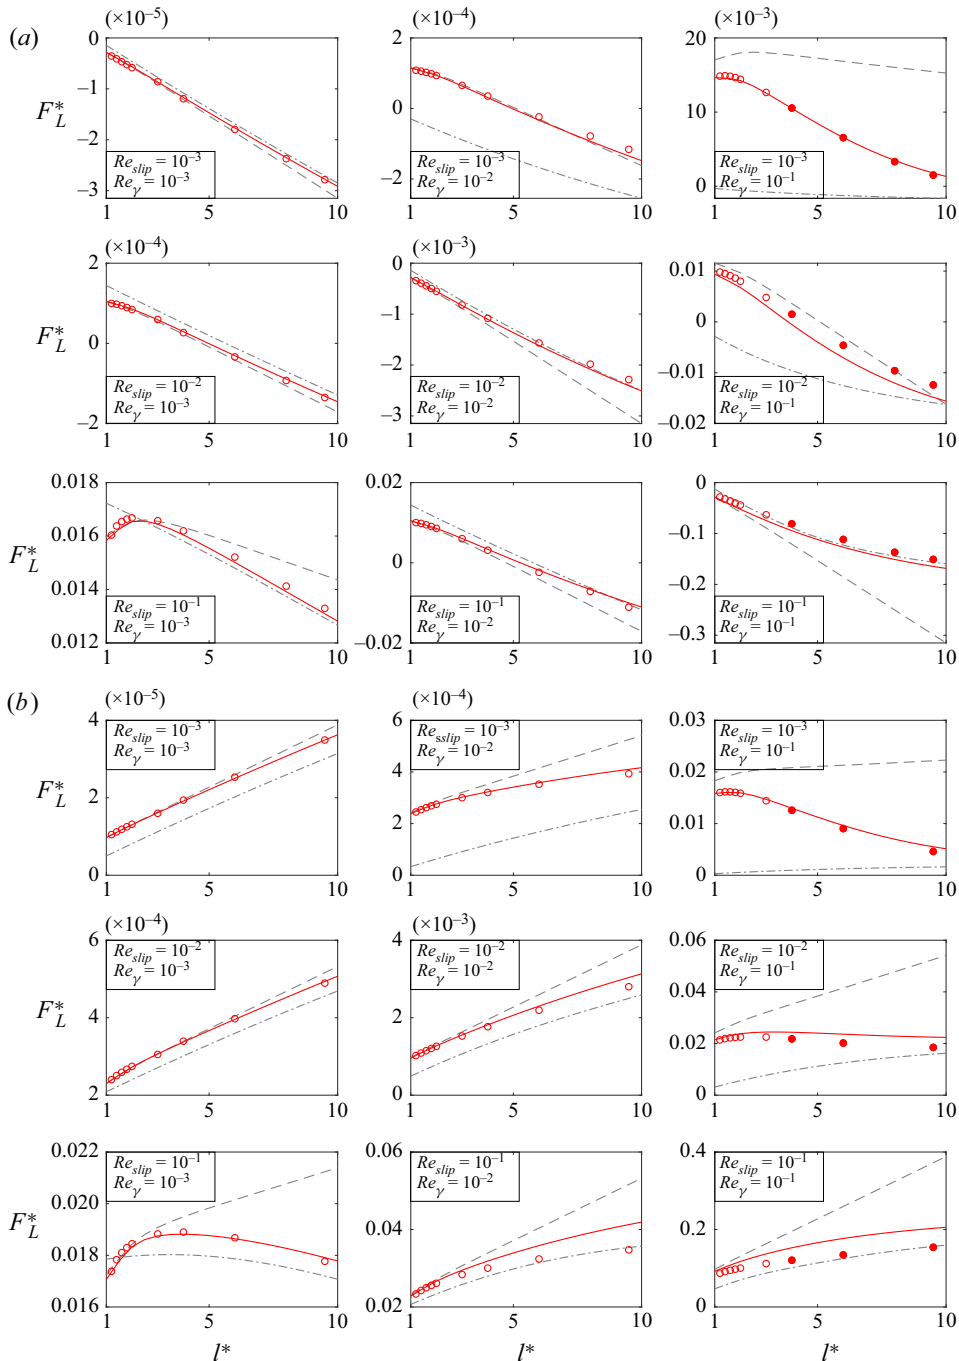 (×10⁻⁵) (×10⁻⁴) (×10⁻³)
(a)
0 2 20
−1 0 10
F*L
−2 −2 0
−3
Re_slip = 10⁻³ Re_slip = 10⁻³ Re_slip = 10⁻³
Re_γ = 10⁻³ Re_γ = 10⁻² Re_γ = 10⁻¹
1 5 10 1 5 10 1 5 10
(×10⁻⁴) (×10⁻³)
2 0 0.01
0 −1 0
F*L
−2 −2 −0.01
−3 −0.02
Re_slip = 10⁻² Re_slip = 10⁻² Re_slip = 10⁻²
Re_γ = 10⁻³ Re_γ = 10⁻² Re_γ = 10⁻¹
1 5 10 1 5 10 1 5 10
0.018 0.02 0
0.016 0 −0.1
F*L
0.014 −0.02 −0.2
0.012 −0.3
Re_slip = 10⁻¹ Re_slip = 10⁻¹ Re_slip = 10⁻¹
Re_γ = 10⁻³ Re_γ = 10⁻² Re_γ = 10⁻¹
1 5 10 1 5 10 1 5 10
(b)
(×10⁻⁵) (×10⁻⁴)
4 6 0.03
Re_slip = 10⁻³ Re_sslip = 10⁻³ Re_slip = 10⁻³
Re_γ = 10⁻³ Re_γ = 10⁻² Re_γ = 10⁻¹
F*L
2 4 0.02
0 2 0.01
0 0
1 5 10 1 5 10 1 5 10
(×10⁻⁴) (×10⁻³)
6 4 0.06
Re_slip = 10⁻² Re_slip = 10⁻² Re_slip = 10⁻²
Re_γ = 10⁻³ Re_γ = 10⁻² Re_γ = 10⁻¹
F*L
4 2 0.04
2 0 0.02
0
1 5 10 1 5 10 1 5 10
0.022 0.06 0.4
Re_slip = 10⁻¹ Re_slip = 10⁻¹ Re_slip = 10⁻¹
Re_γ = 10⁻³ Re_γ = 10⁻² Re_γ = 10⁻¹
F*L
0.020 0.04 0.2
0.018 0.02 0
0.016
1 5 10 1 5 10 1 5 10
l* l* l*